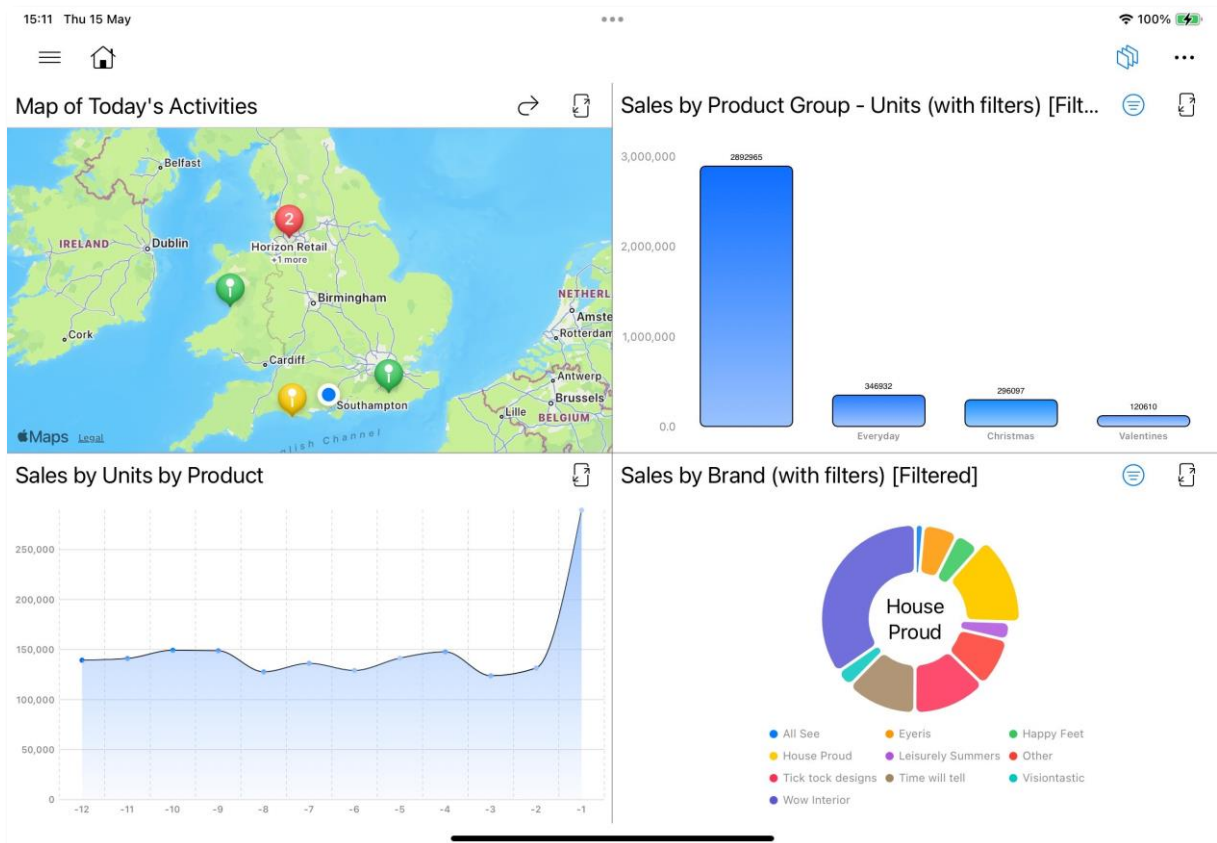 15:11 Thu 15 May
100%
Map of Today's Activities
Belfast
IRELAND
Dublin
2
Horizon Retail
+1 more
Birmingham
NETHERL
Amste
Rotterdam
Cork
Cardiff
Antwerp
Southampton
Brussels
Lille
BELGIUM
glish Channel
Maps Legal
Sales by Product Group - Units (with filters) [Filt...
3,000,000
2892965
2,000,000
1,000,000
346932
296097
120610
0.0
Everyday Christmas Valentines
Sales by Units by Product
250,000
200,000
150,000
100,000
50,000
0
-12 -11 -10 -9 -8 -7 -6 -5 -4 -3 -2 -1
Sales by Brand (with filters) [Filtered]
House
Proud
All See Eyeris Happy Feet
House Proud Leisurely Summers Other
Tick tock designs Time will tell Visiontastic
Wow Interior